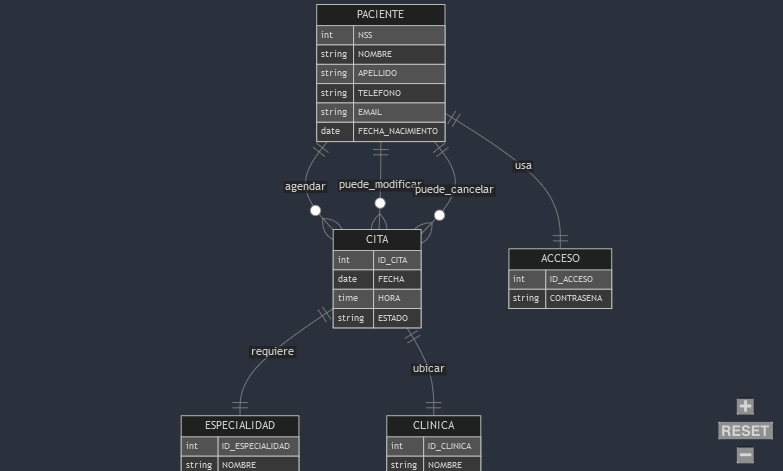 PACIENTE
int NSS
string NOMBRE
string APELLIDO
string TELEFONO
string EMAIL
date FECHA_NACIMIENTO
usa
agendar puede_modificar puede_cancelar
CITA
int ID_CITA
date FECHA
time HORA
string ESTADO
ACCESO
int ID_ACCESO
string CONTRASENA
requiere
ubicar
ESPECIALIDAD
int ID_ESPECIALIDAD
string NOMBRE
CLINICA
int ID_CLINICA
string NOMBRE
+
RESET
−